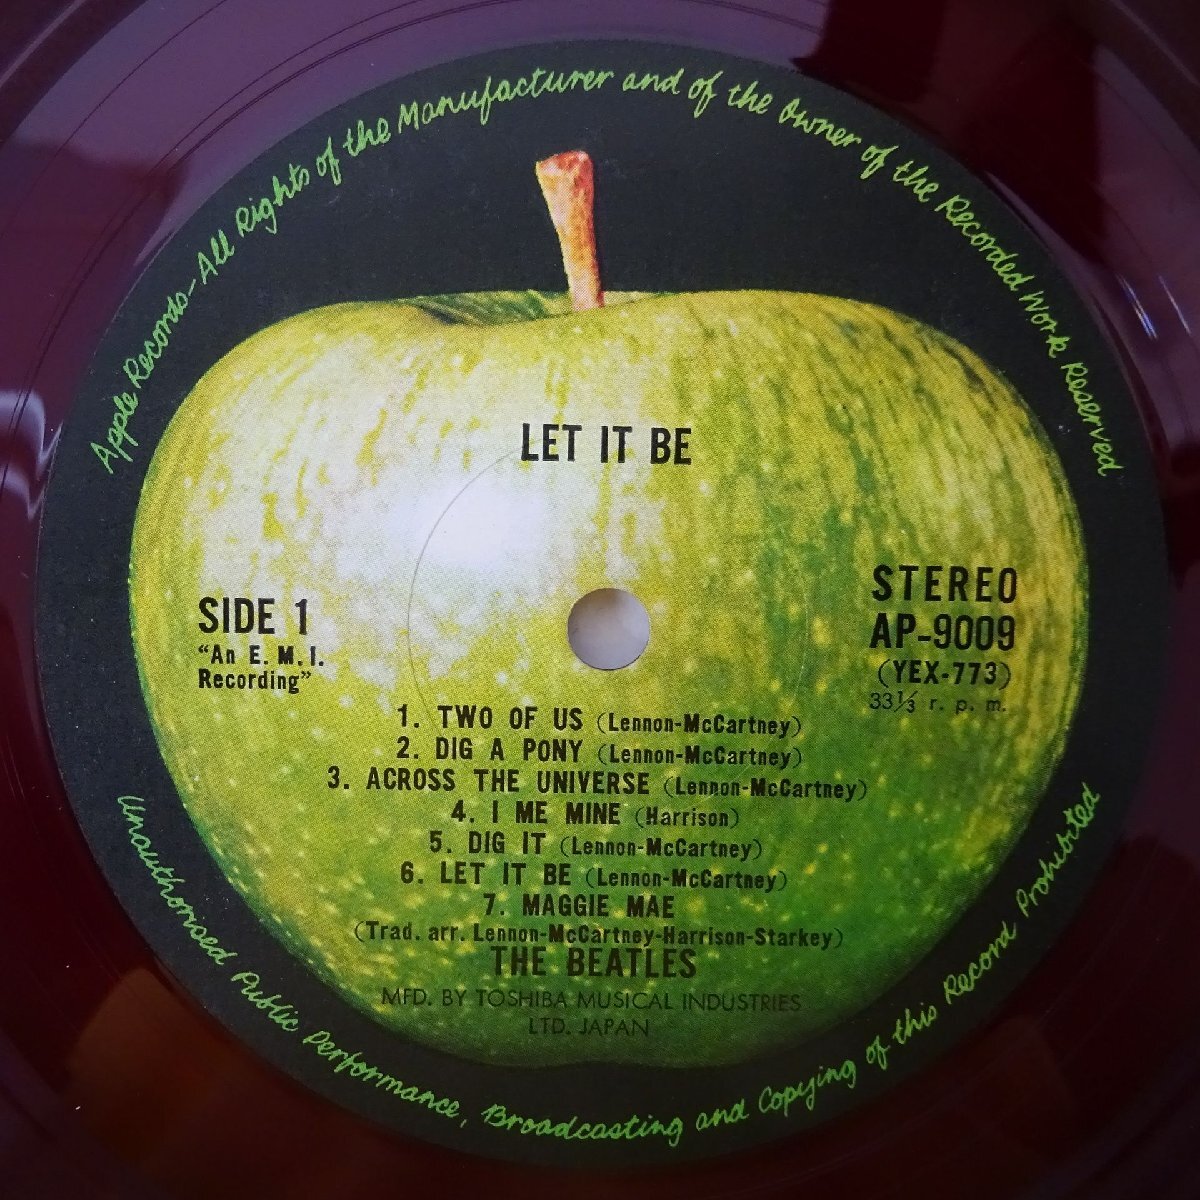 Apple Records-All Rights of the Manufacturer and of the Owner of the Recorded Work Reserved
LET IT BE
SIDE 1
"An E. M. I.
Recording"
STEREO
AP-9009
(YEX-773)
33⅓ r. p. m.
1. TWO OF US (Lennon-McCartney)
2. DIG A PONY (Lennon-McCartney)
3. ACROSS THE UNIVERSE (Lennon-McCartney)
4. I ME MINE (Harrison)
5. DIG IT (Lennon-McCartney)
6. LET IT BE (Lennon-McCartney)
7. MAGGIE MAE
(Trad. arr. Lennon-McCartney-Harrison-Starkey)
THE BEATLES
MFD. BY TOSHIBA MUSICAL INDUSTRIES
LTD. JAPAN
Unauthorised Public Performance, Broadcasting and Copying of this Record Prohibited